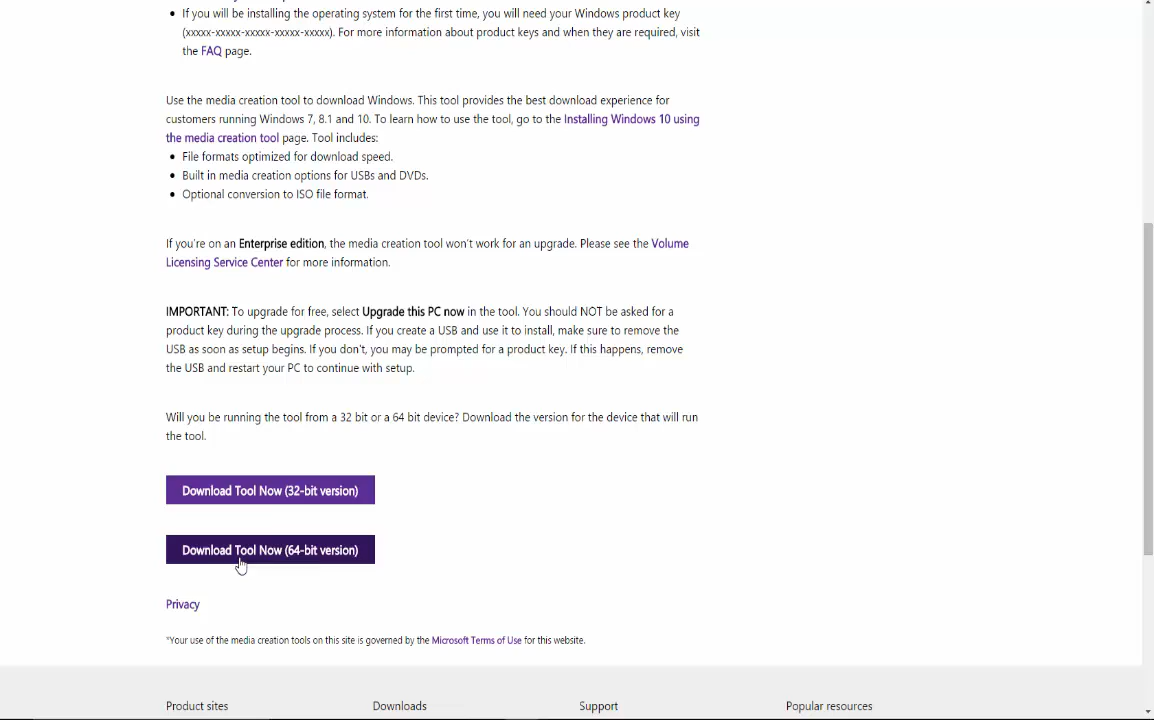 If you will be installing the operating system for the first time, you will need your Windows product key
(xxxxx-xxxxx-xxxxx-xxxxx-xxxxx). For more information about product keys and when they are required, visit
the FAQ page.
Use the media creation tool to download Windows. This tool provides the best download experience for
customers running Windows 7, 8.1 and 10. To learn how to use the tool, go to the Installing Windows 10 using
the media creation tool page. Tool includes:
File formats optimized for download speed.
Built in media creation options for USBs and DVDs.
Optional conversion to ISO file format.
If you're on an Enterprise edition, the media creation tool won't work for an upgrade. Please see the Volume
Licensing Service Center for more information.
IMPORTANT: To upgrade for free, select Upgrade this PC now in the tool. You should NOT be asked for a
product key during the upgrade process. If you create a USB and use it to install, make sure to remove the
USB as soon as setup begins. If you don't, you may be prompted for a product key. If this happens, remove
the USB and restart your PC to continue with setup.
Will you be running the tool from a 32 bit or a 64 bit device? Download the version for the device that will run
the tool.
Download Tool Now (32-bit version)
Download Tool Now (64-bit version)
Privacy
*Your use of the media creation tools on this site is governed by the Microsoft Terms of Use for this website.
Product sites Downloads Support Popular resources